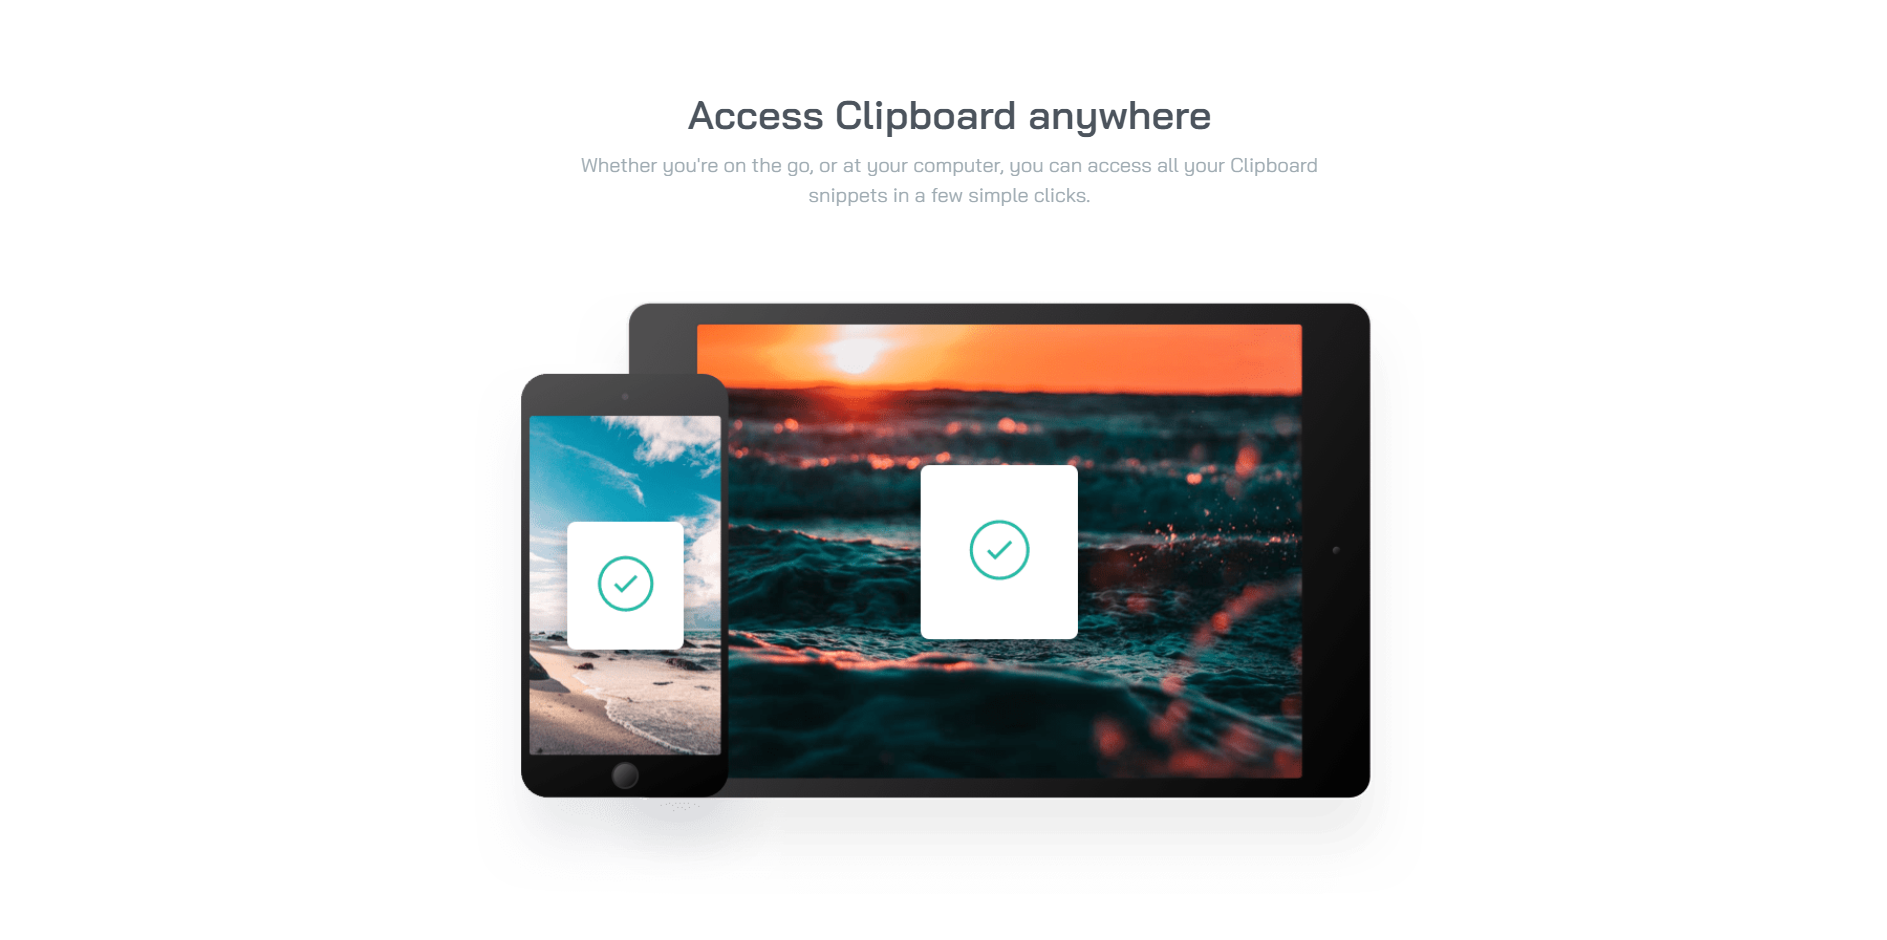 Access Clipboard anywhere
Whether you're on the go, or at your computer, you can access all your Clipboard
snippets in a few simple clicks.